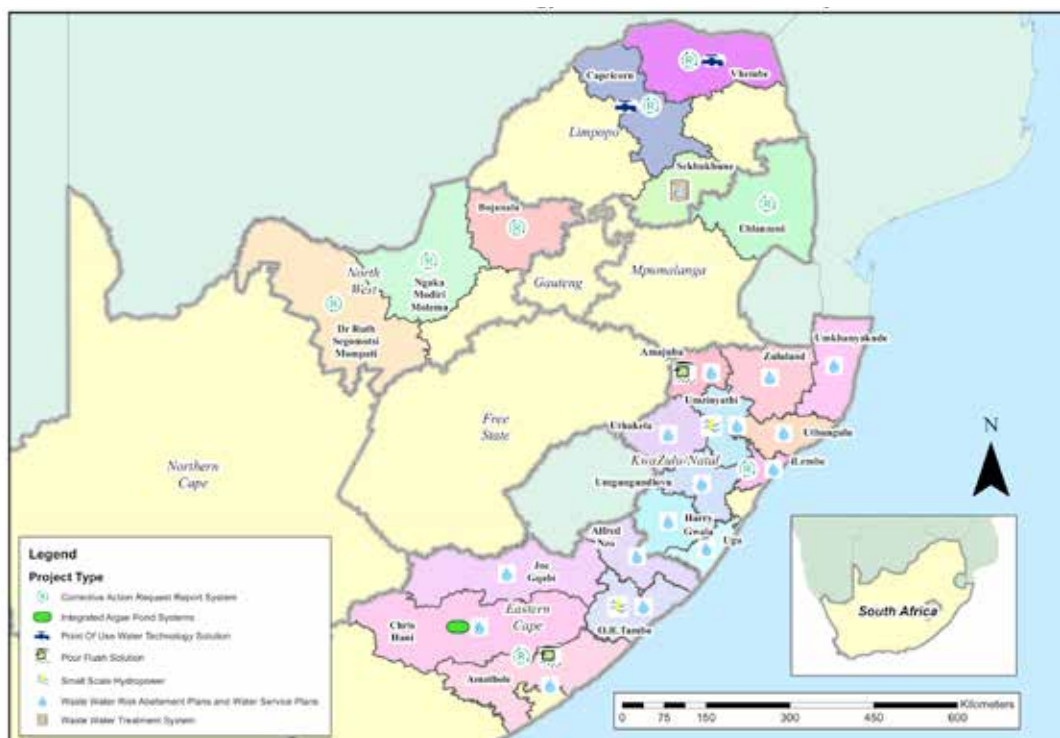 Capricorn
Vhembe
Limpopo
Sekhukhune
Bojanala
Ehlanzeni
North
West
Ngaka
Modiri
Molema
Gauteng
Mpumalanga
Dr Ruth
Segomotsi
Mompati
Umkhanyakude
Amajuba
Zululand
Umzinyathi
Free
State
Uthukela
Uthungulu
Northern
Cape
KwaZulu-Natal
iLembe
N
Umgungundlovu
Harry
Gwala
Ugu
Alfred
Nzo
Joe
Gqabi
Eastern
Cape
Chris
Hani
O.R.Tambo
Amathole
Legend
Project Type
Corrective Action Request Report System
Integrated Algae Pond Systems
Point Of Use Water Technology Solution
Pour Flush Solution
Small Scale Hydropower
Waste Water Risk Abatement Plans and Water Service Plans
Waste Water Treatment System
South Africa
Kilometers
0 75 150 300 450 600